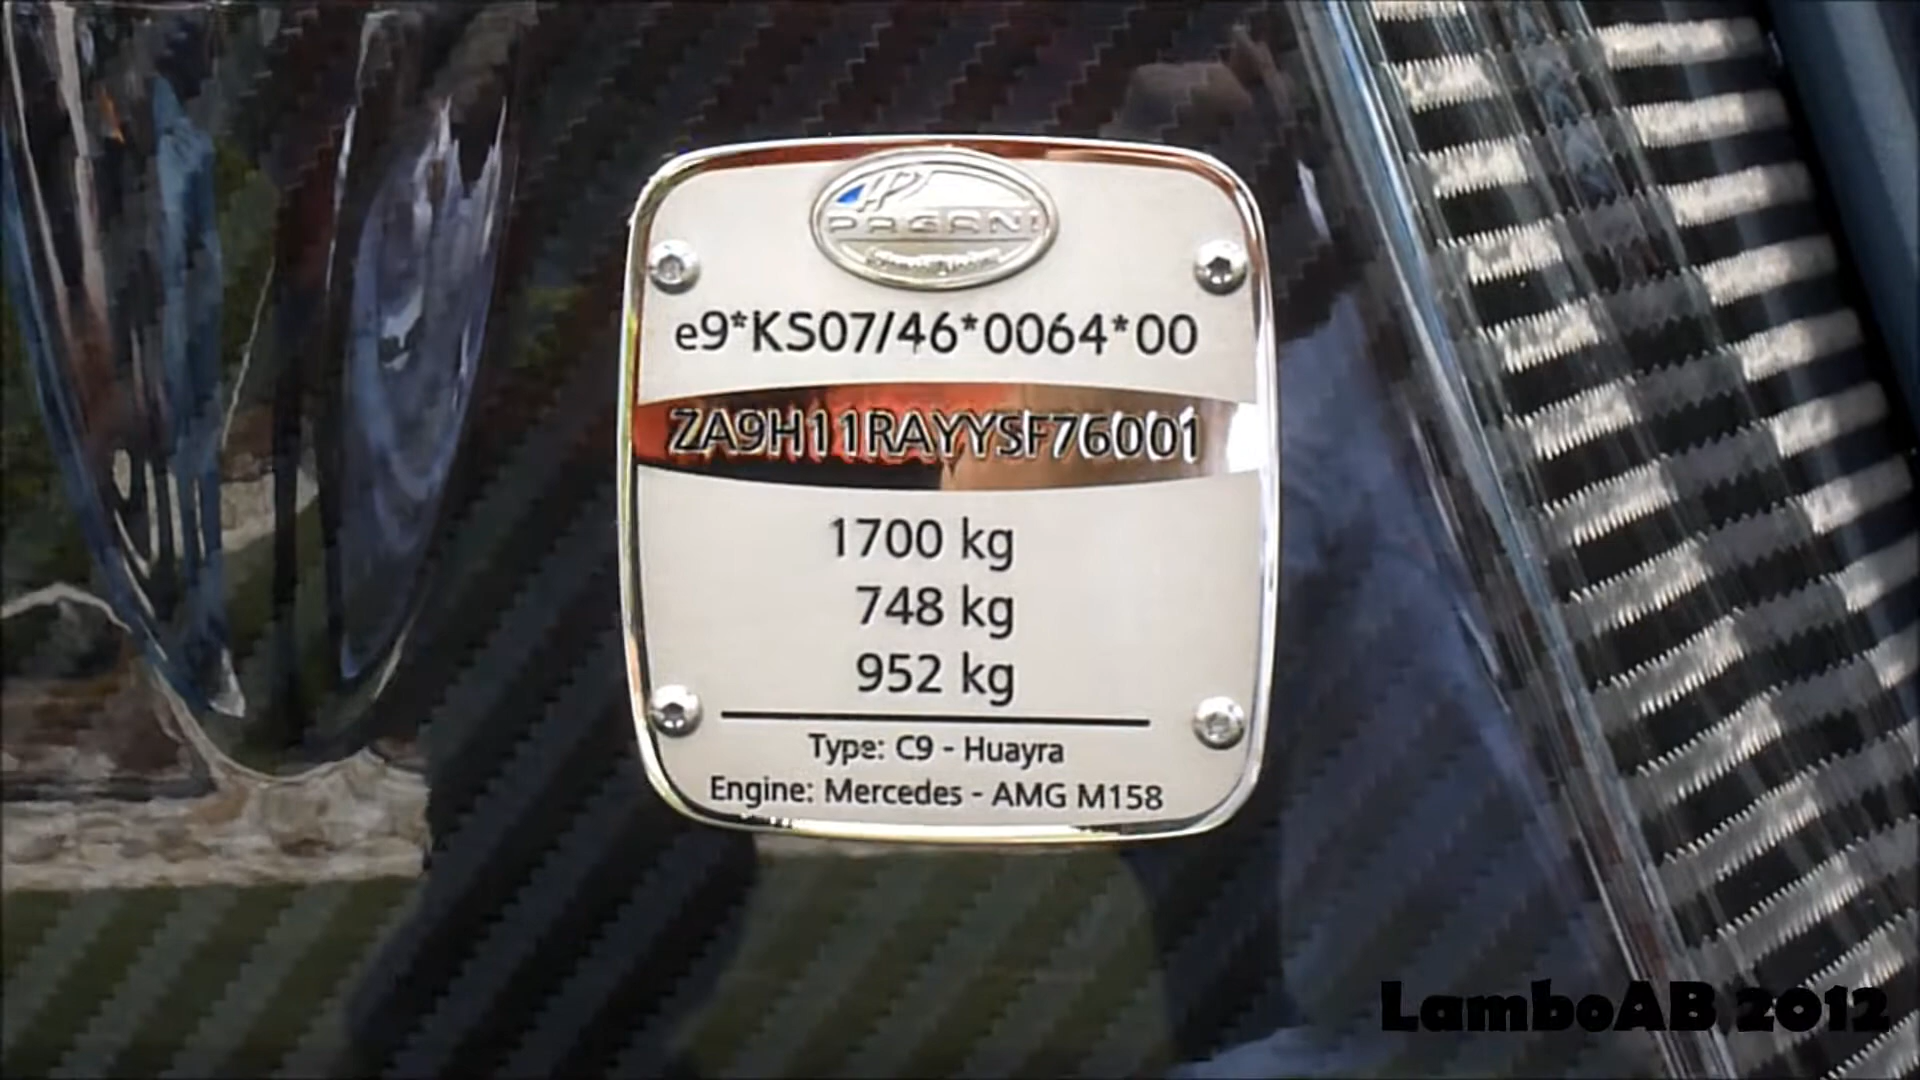 PAGANI
e9*KS07/46*0064*00
ZA9H11RAYYSF76001
1700 kg
748 kg
952 kg
Type: C9 - Huayra
Engine: Mercedes - AMG M158
LamboAB 2012